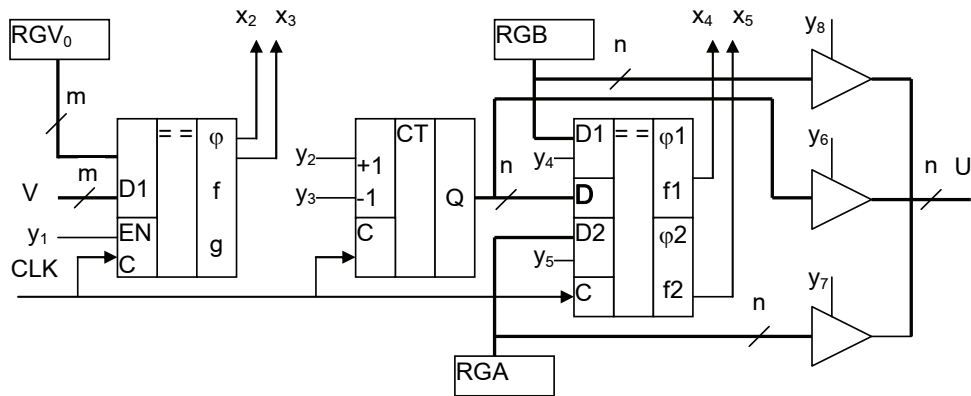 x₂ x₃ x₄ x₅
RGV₀ RGB y₈
n
m
= = φ CT D1 = = φ1 y₆
y₂ +1 n y₄ n U
m
V D1 f y₃ -1 Q D f1
y₁ EN g C D2 φ2
CLK C y₅ y₇
C f2 n
RGA